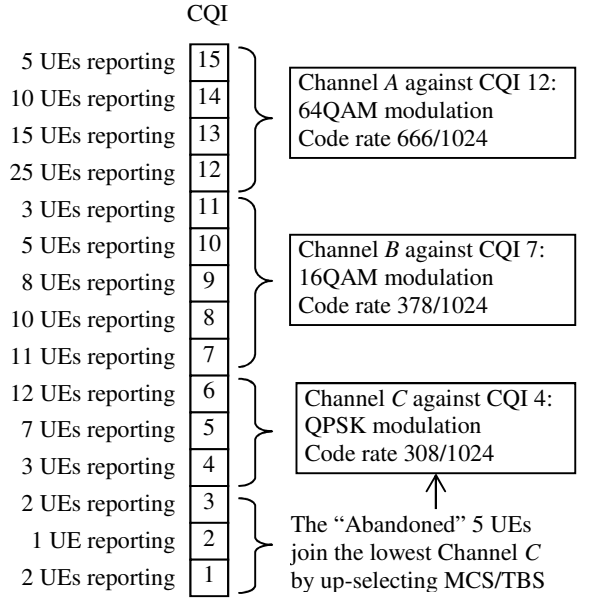 CQI
5 UEs reporting 15
10 UEs reporting 14
15 UEs reporting 13
25 UEs reporting 12
Channel A against CQI 12:
64QAM modulation
Code rate 666/1024
3 UEs reporting 11
5 UEs reporting 10
8 UEs reporting 9
10 UEs reporting 8
11 UEs reporting 7
Channel B against CQI 7:
16QAM modulation
Code rate 378/1024
12 UEs reporting 6
7 UEs reporting 5
3 UEs reporting 4
Channel C against CQI 4:
QPSK modulation
Code rate 308/1024
2 UEs reporting 3
1 UE reporting 2
2 UEs reporting 1
The “Abandoned” 5 UEs
join the lowest Channel C
by up-selecting MCS/TBS